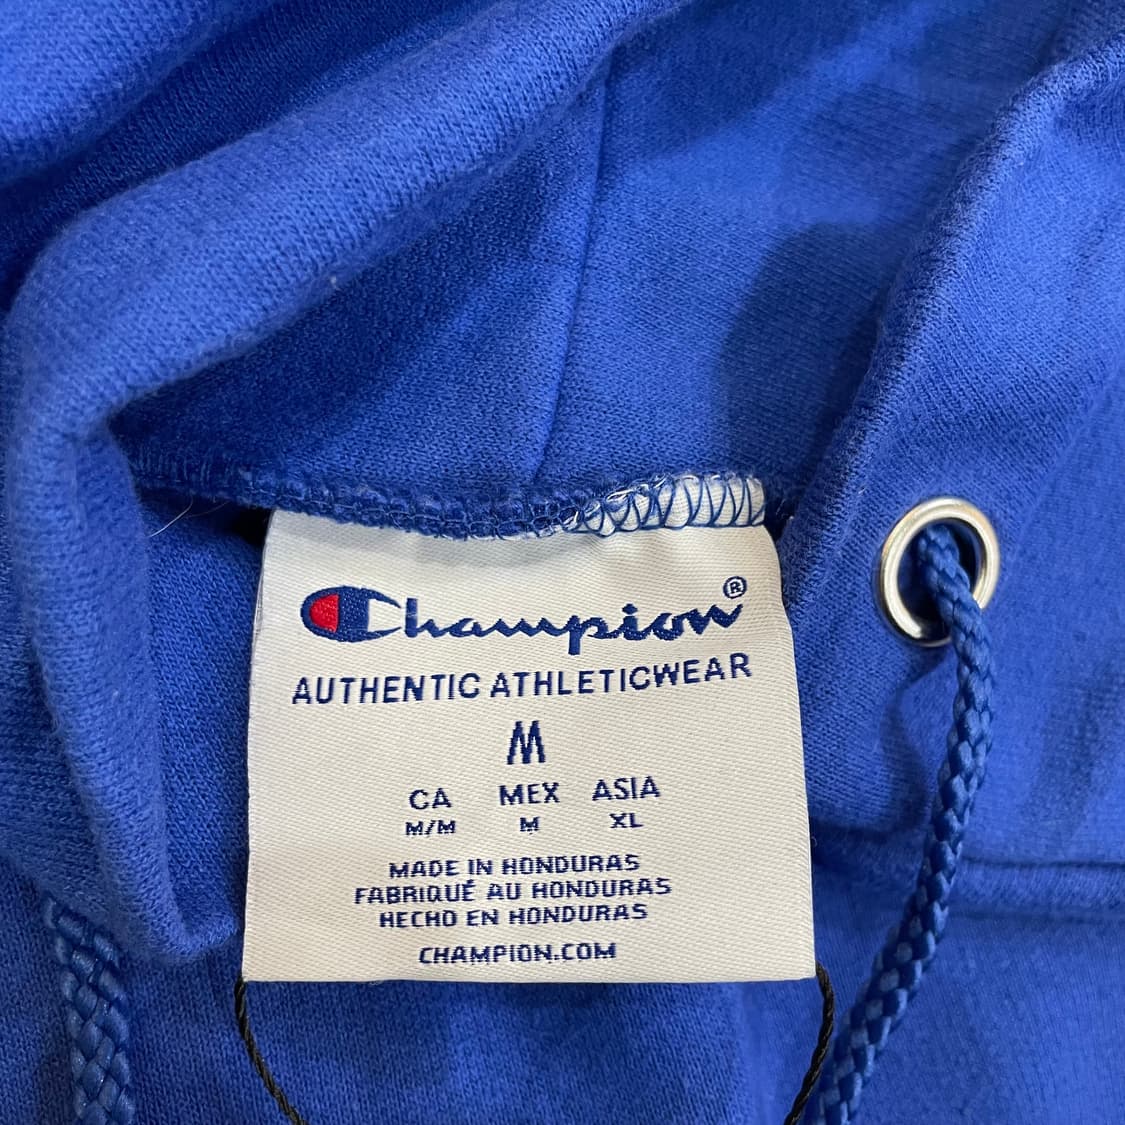 Champion®
AUTHENTIC ATHLETICWEAR
M
CA MEX ASIA
M/M M XL
MADE IN HONDURAS
FABRIQUÉ AU HONDURAS
HECHO EN HONDURAS
CHAMPION.COM